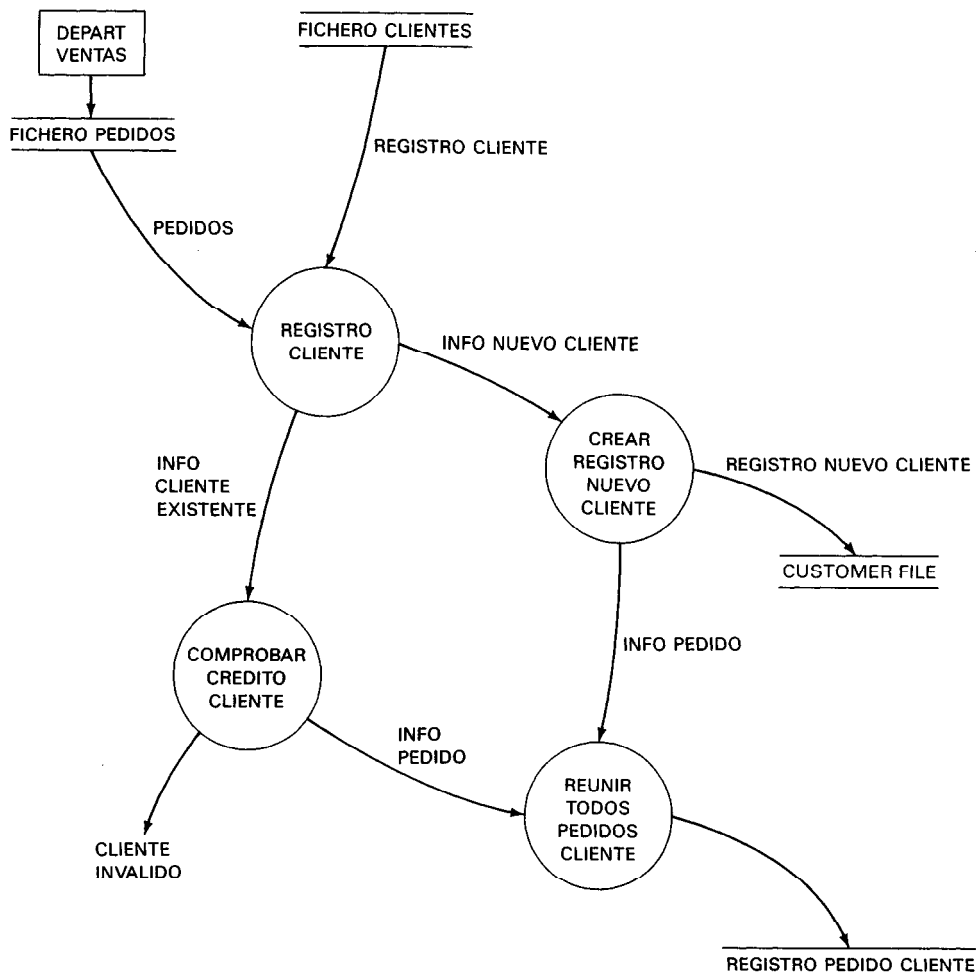 DEPART
VENTAS
FICHERO CLIENTES
FICHERO PEDIDOS
REGISTRO CLIENTE
PEDIDOS
REGISTRO
CLIENTE
INFO NUEVO CLIENTE
CREAR
REGISTRO
NUEVO
CLIENTE
REGISTRO NUEVO CLIENTE
INFO
CLIENTE
EXISTENTE
CUSTOMER FILE
INFO PEDIDO
COMPROBAR
CREDITO
CLIENTE
INFO
PEDIDO
REUNIR
TODOS
PEDIDOS
CLIENTE
CLIENTE
INVALIDO
REGISTRO PEDIDO CLIENTE